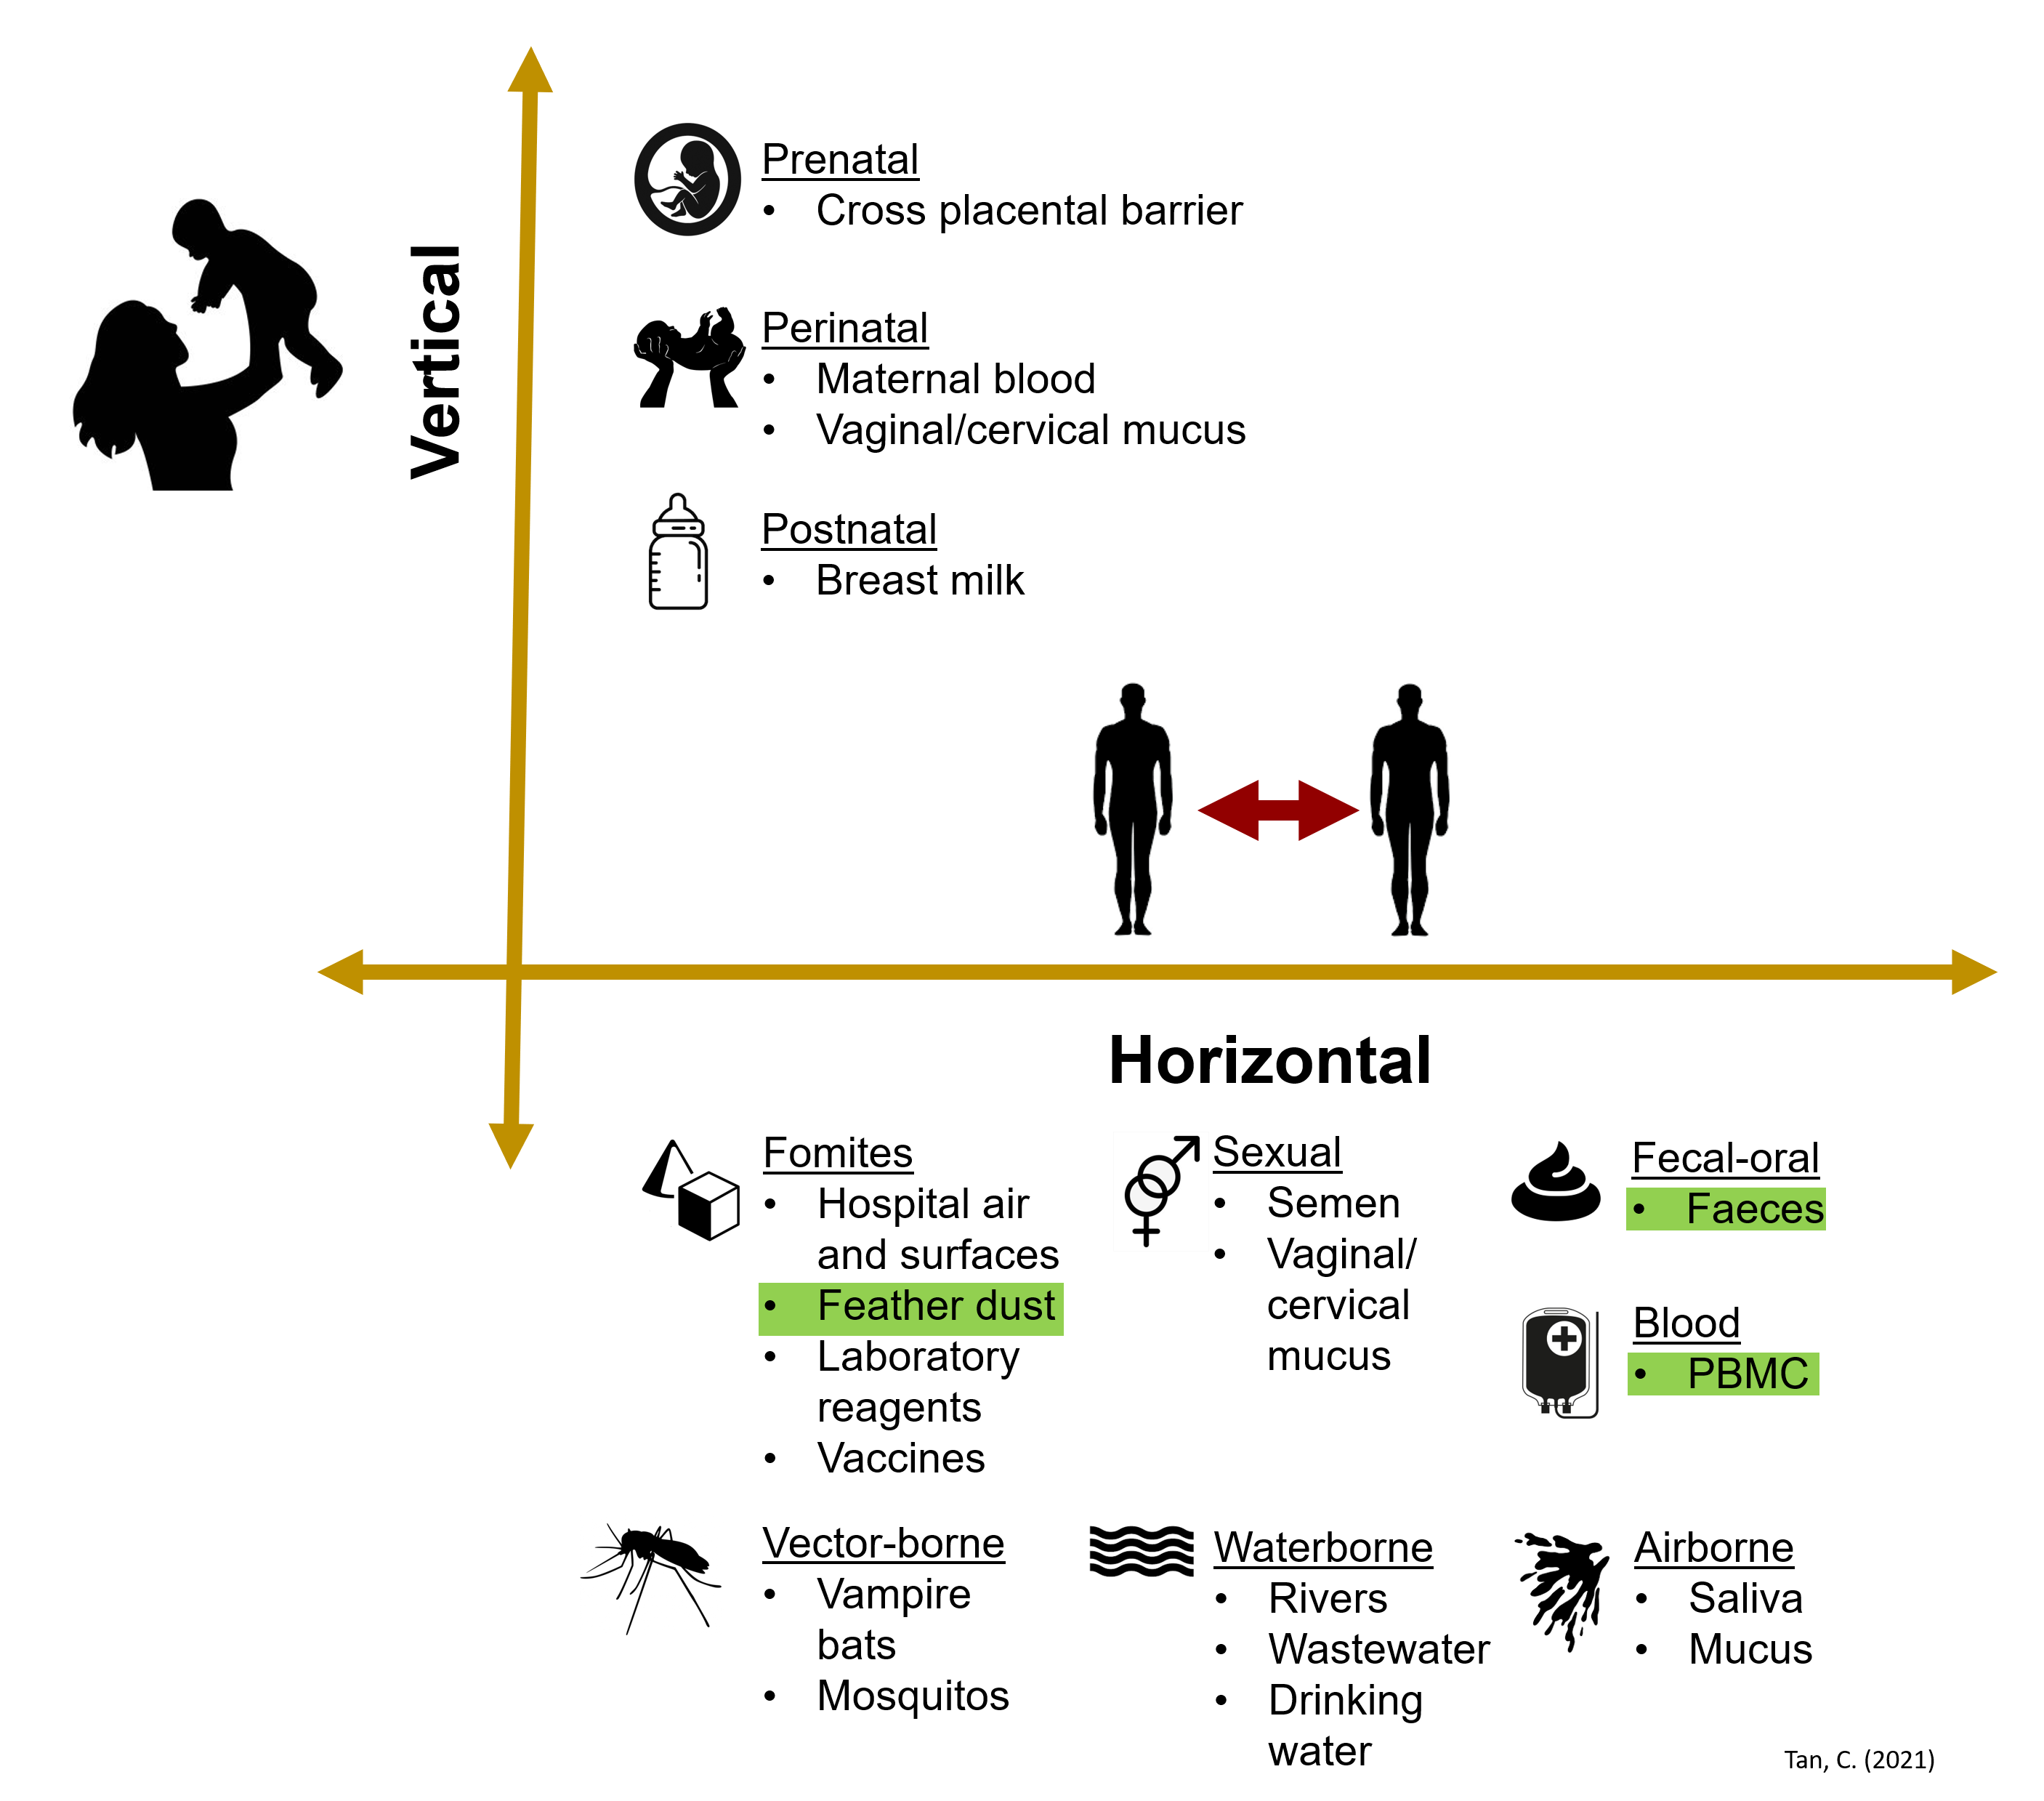 Vertical
Prenatal
• Cross placental barrier
Perinatal
• Maternal blood
• Vaginal/cervical mucus
Postnatal
• Breast milk
Horizontal
Fomites
• Hospital air
and surfaces
• Feather dust
• Laboratory
reagents
• Vaccines
Sexual
• Semen
• Vaginal/
cervical
mucus
Fecal-oral
• Faeces
Blood
• PBMC
Vector-borne
• Vampire
bats
• Mosquitos
Waterborne
• Rivers
• Wastewater
• Drinking
water
Airborne
• Saliva
• Mucus
Tan, C. (2021)